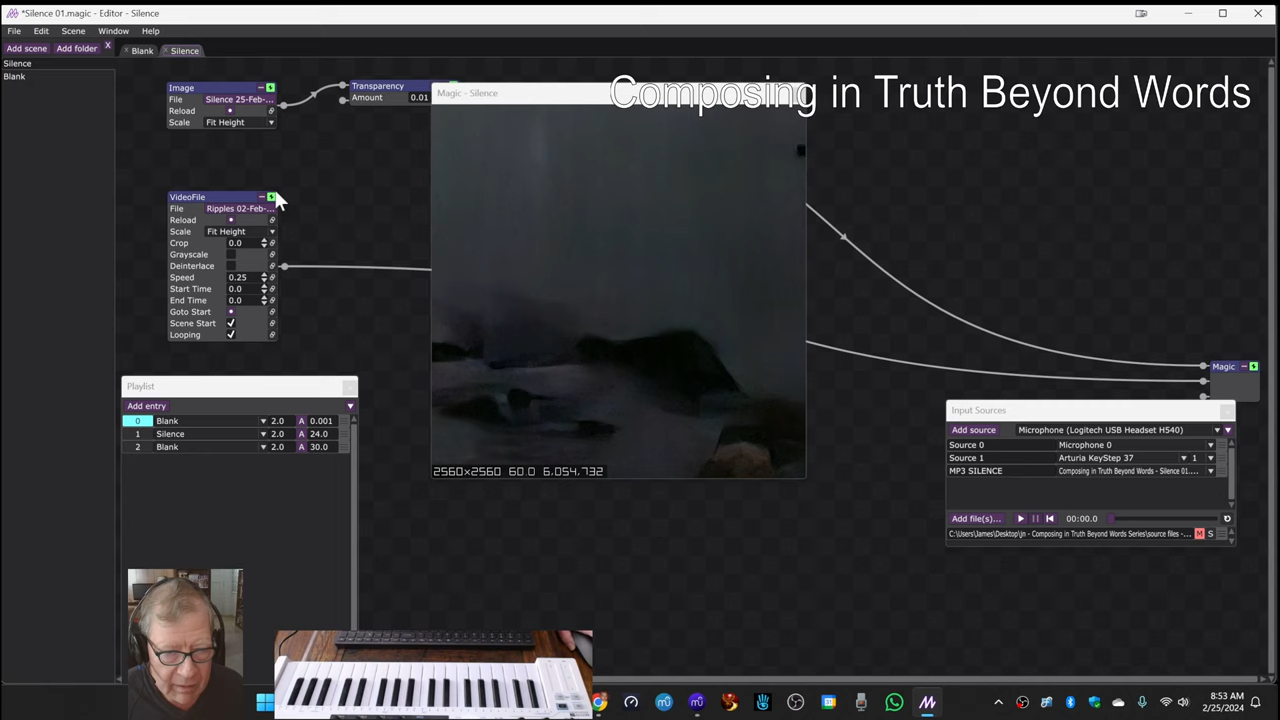 *Silence 01.magic - Editor - Silence
File Edit Scene Window Help
Add scene Add folder X
× Blank × Silence
Silence
Blank
Composing in Truth Beyond Words
Image
File Silence 25-Feb-...
Reload
Scale Fit Height
Transparency
Amount 0.01
Magic - Silence
VideoFile
File Ripples 02-Feb-...
Reload
Scale Fit Height
Crop 0.0
Grayscale
Deinterlace
Speed 0.25
Start Time 0.0
End Time 0.0
Goto Start
Scene Start
Looping
Magic
2560×2560 60.0 6,054,732
Playlist
Add entry
0 Blank 2.0 A 0.001
1 Silence 2.0 A 24.0
2 Blank 2.0 A 30.0
Input Sources
Add source Microphone (Logitech USB Headset H540)
Source 0 Microphone 0
Source 1 Arturia KeyStep 37 1
MP3 SILENCE Composing in Truth Beyond Words - Silence 01....
Add file(s)... 00:00.0
C:\Users\James\Desktop\jn - Composing in Truth Beyond Words Series\source files -... M S
8:53 AM
2/25/2024